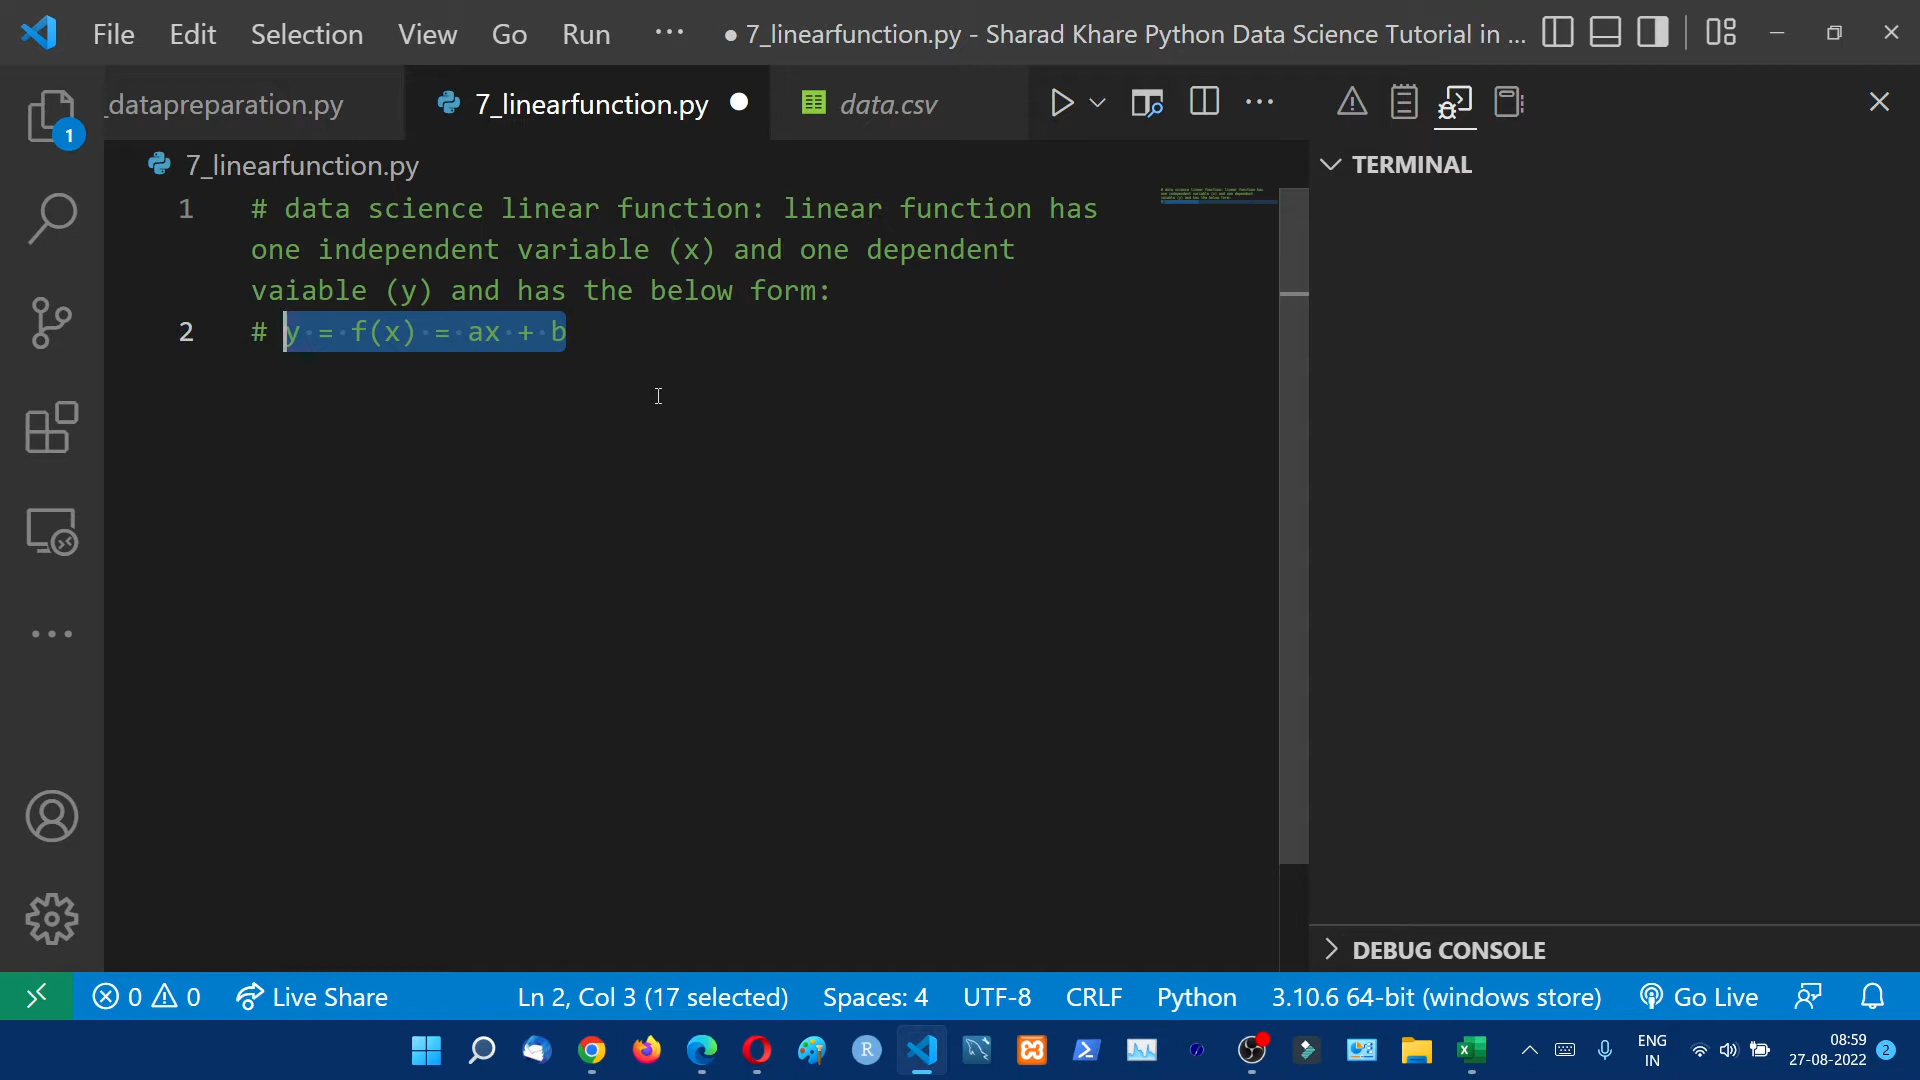 File Edit Selection View Go Run ··· ● 7_linearfunction.py - Sharad Khare Python Data Science Tutorial in ...
_datapreparation.py 7_linearfunction.py data.csv
7_linearfunction.py
TERMINAL
1 # data science linear function: linear function has
one independent variable (x) and one dependent
vaiable (y) and has the below form:
2 # y = f(x) = ax + b
1
DEBUG CONSOLE
0 0 Live Share Ln 2, Col 3 (17 selected) Spaces: 4 UTF-8 CRLF Python 3.10.6 64-bit (windows store) Go Live
R ENG 08:59
IN 27-08-2022 2